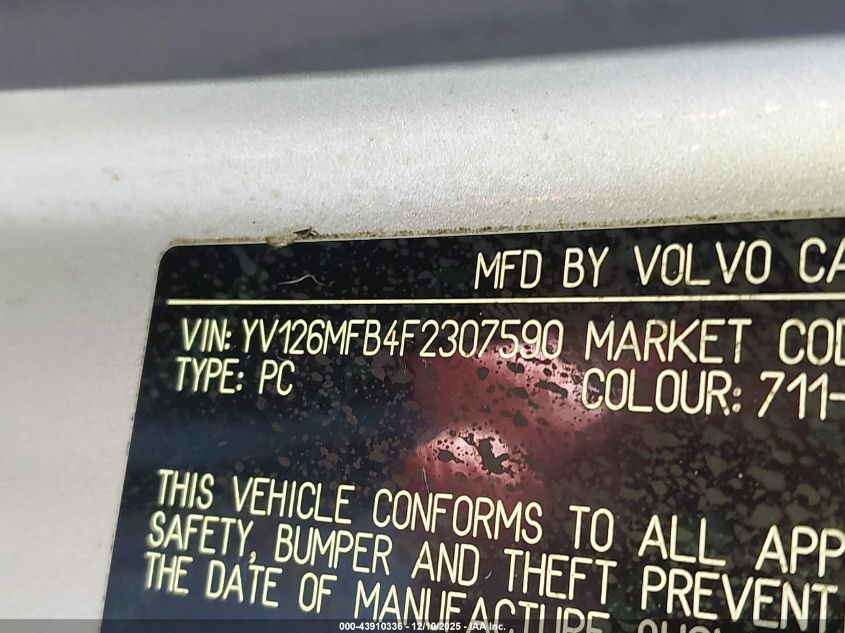 MFD BY VOLVO CA
VIN: YV126MFB4F2307590 MARKET COD
TYPE: PC COLOUR: 711-
THIS VEHICLE CONFORMS TO ALL APP
SAFETY, BUMPER AND THEFT PREVENT
THE DATE OF MANUFACTURE
000-43910336 - 12/10/2025 - IAA Inc.